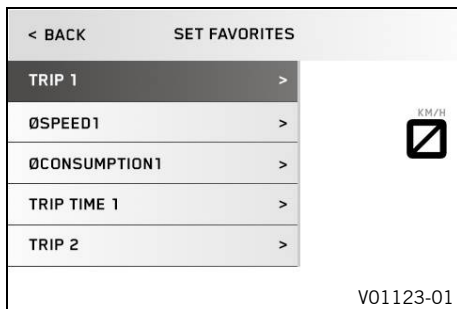 < BACK SET FAVORITES
TRIP 1 >
ØSPEED1 >
ØCONSUMPTION1 >
TRIP TIME 1 >
TRIP 2 >
KM/H
V01123-01